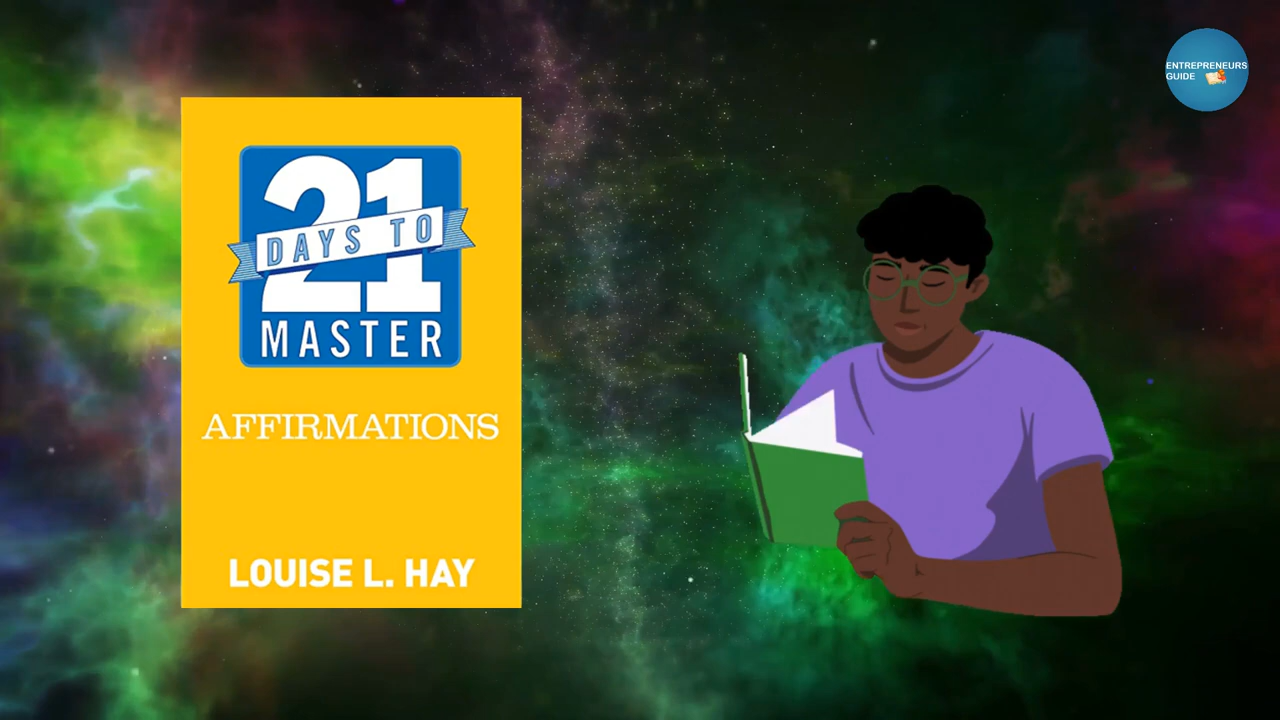 21
DAYS TO
MASTER
AFFIRMATIONS
LOUISE L. HAY
ENTREPRENEURS
GUIDE